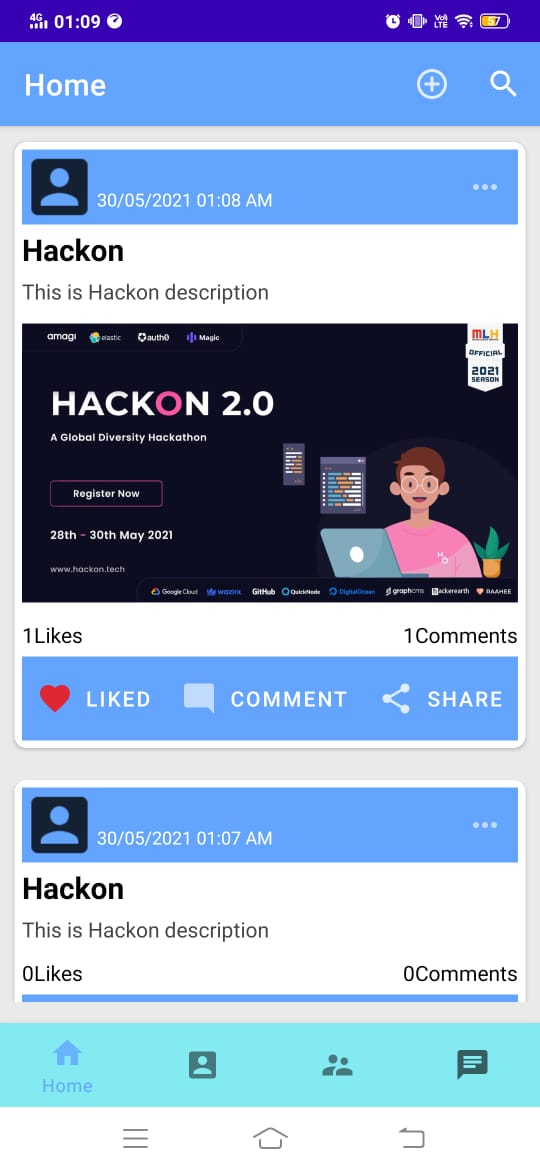 4G 01:09 Vo) LTE 57
Home
30/05/2021 01:08 AM
Hackon
This is Hackon description
amagi elastic auth0 Magic
MLH
OFFICIAL
2021
SEASON
HACKON 2.0
A Global Diversity Hackathon
Register Now
28th - 30th May 2021
www.hackon.tech
Google Cloud wazirx GitHub QuickNode DigitalOcean graphcms hackerearth RAAHEE
1Likes 1Comments
LIKED COMMENT SHARE
30/05/2021 01:07 AM
Hackon
This is Hackon description
0Likes 0Comments
Home